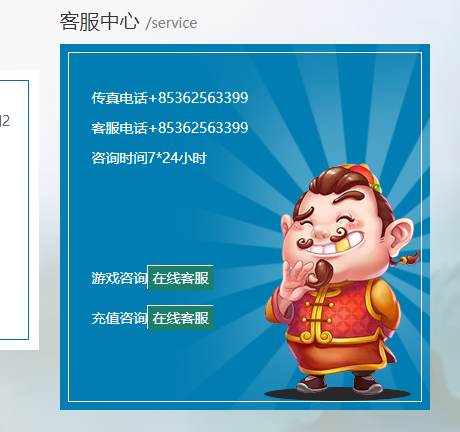 客服中心 /service
传真电话+85362563399
客服电话+85362563399
咨询时间7*24小时
游戏咨询 在线客服
充值咨询 在线客服